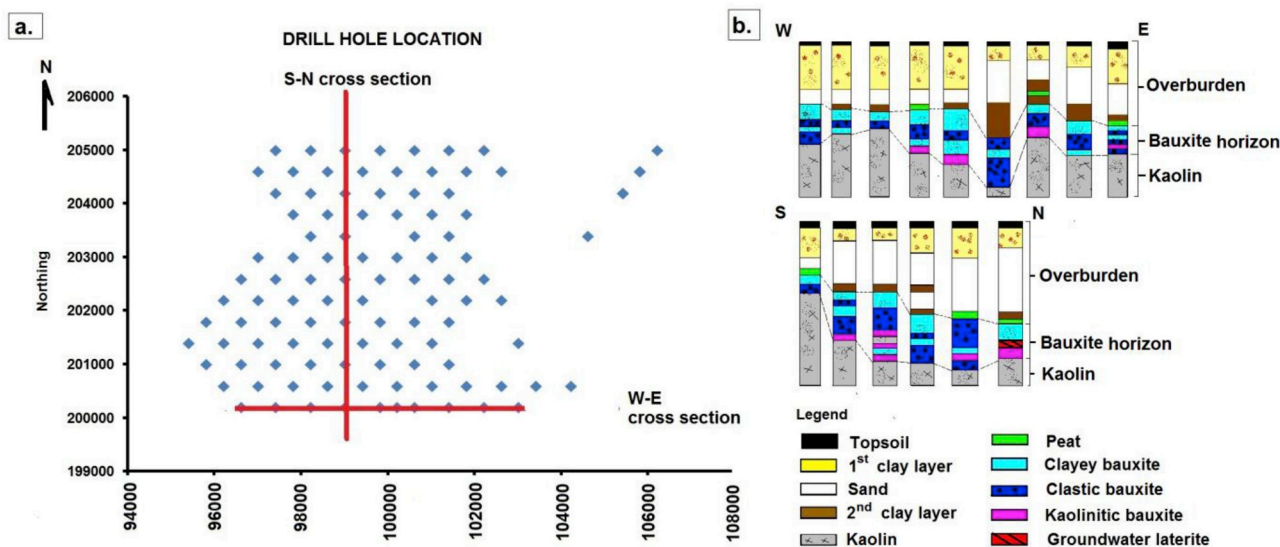 a.
DRILL HOLE LOCATION
S-N cross section
N
206000
205000
204000
203000
202000
201000
200000
199000
Northing
W-E
cross section
94000
96000
98000
100000
102000
104000
106000
108000
b.
W
E
Overburden
Bauxite horizon
Kaolin
S
N
Overburden
Bauxite horizon
Kaolin
Legend
Topsoil
1st clay layer
Sand
2nd clay layer
Kaolin
Peat
Clayey bauxite
Clastic bauxite
Kaolinitic bauxite
Groundwater laterite